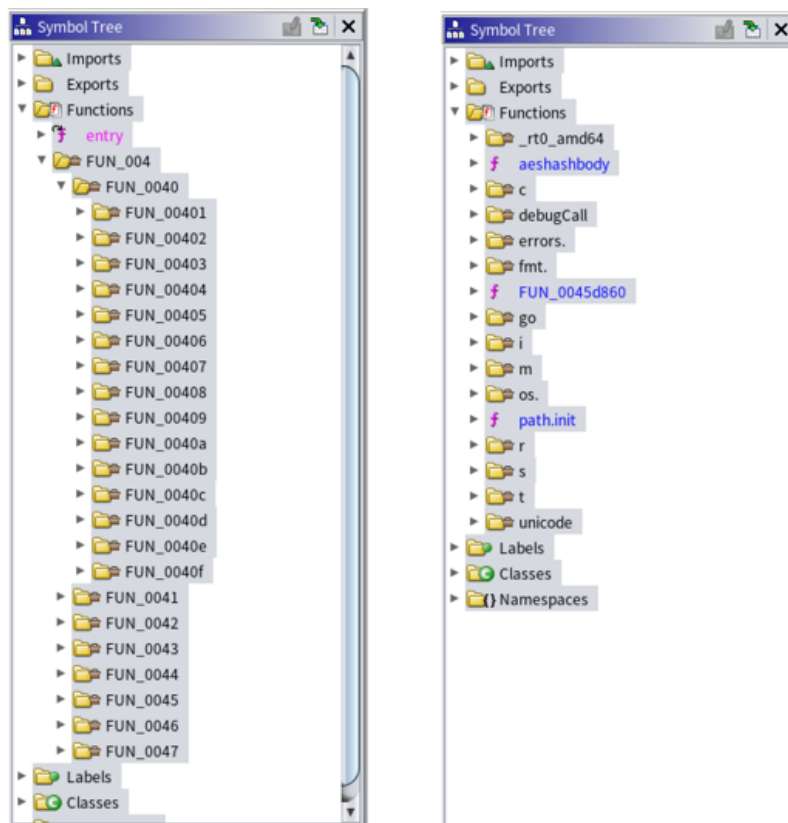 Symbol Tree
Imports
Exports
Functions
entry
FUN_004
FUN_0040
FUN_00401
FUN_00402
FUN_00403
FUN_00404
FUN_00405
FUN_00406
FUN_00407
FUN_00408
FUN_00409
FUN_0040a
FUN_0040b
FUN_0040c
FUN_0040d
FUN_0040e
FUN_0040f
FUN_0041
FUN_0042
FUN_0043
FUN_0044
FUN_0045
FUN_0046
FUN_0047
Labels
Classes
Symbol Tree
Imports
Exports
Functions
_rt0_amd64
aeshashbody
c
debugCall
errors.
fmt.
FUN_0045d860
go
i
m
os.
path.init
r
s
t
unicode
Labels
Classes
Namespaces